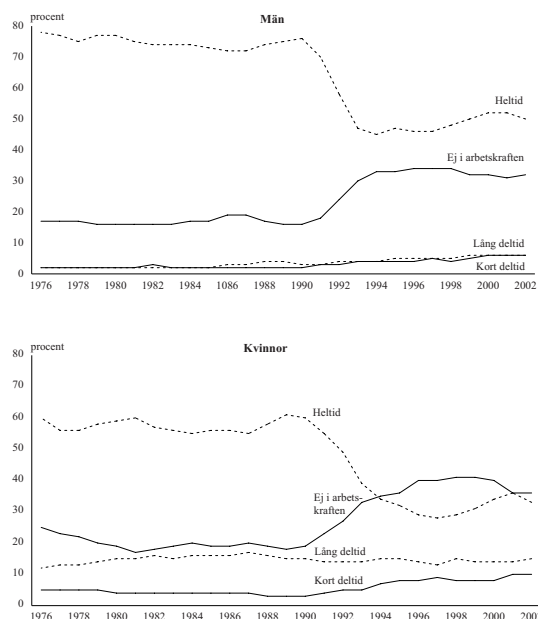 Män
procent
80
70
60
50
40
30
20
10
0
Heltid
Ej i arbetskraften
Lång deltid
Kort deltid
1976 1978 1980 1982 1984 1086 1988 1990 1992 1994 1996 1998 2000 2002
Kvinnor
procent
80
70
60
50
40
30
20
10
0
Heltid
Ej i arbets-
kraften
Lång deltid
Kort deltid
1976 1978 1980 1982 1984 1986 1988 1990 1992 1994 1996 1998 2000